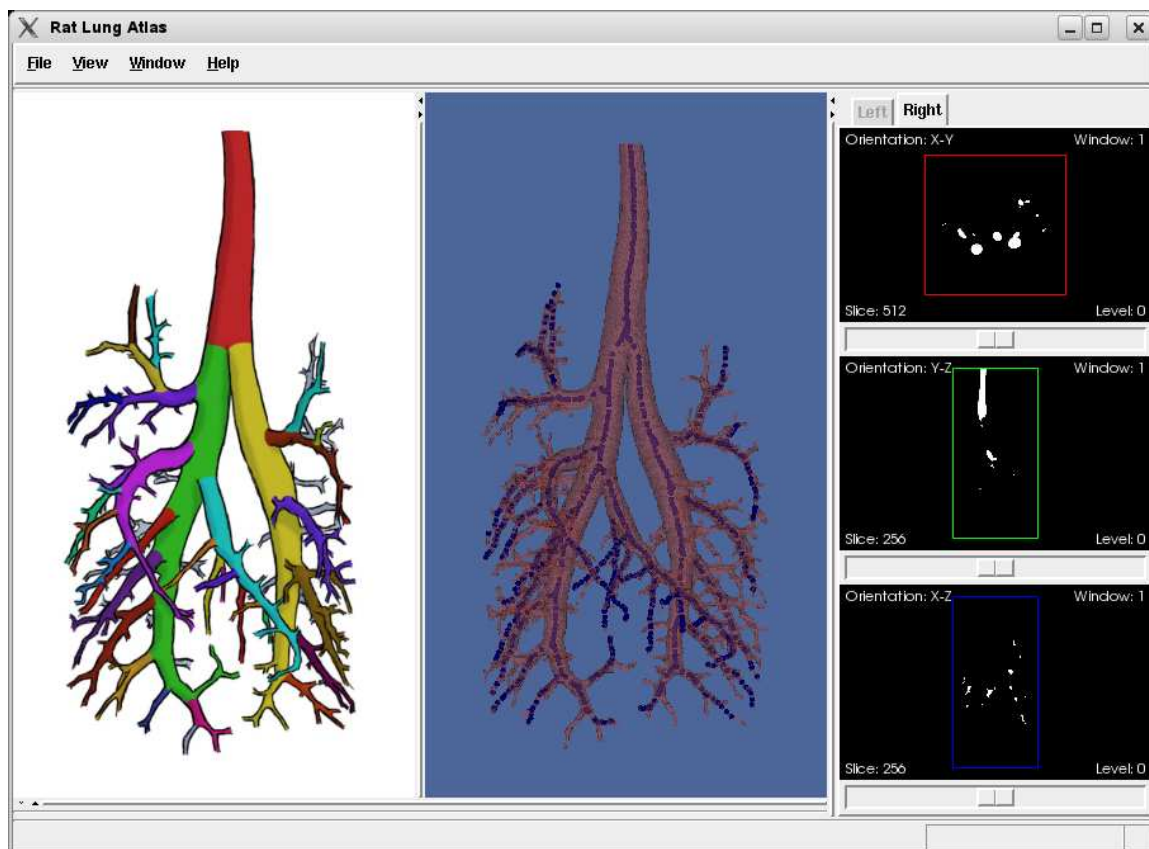 Rat Lung Atlas
File View Window Help
Left Right
Orientation: X-Y Window: 1
Slice: 512 Level: 0
Orientation: Y-Z Window: 1
Slice: 256 Level: 0
Orientation: X-Z Window: 1
Slice: 256 Level: 0